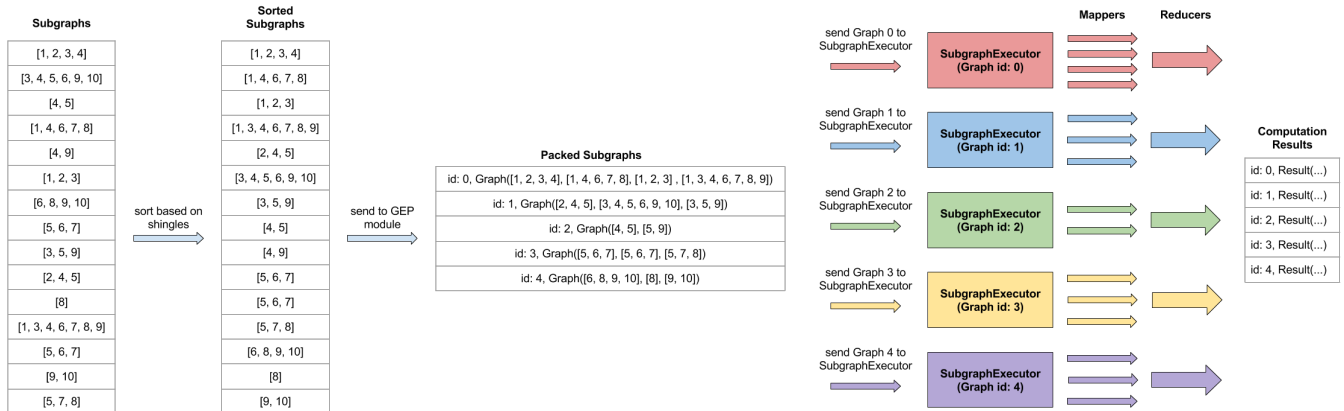 Subgraphs
[1, 2, 3, 4]
[3, 4, 5, 6, 9, 10]
[4, 5]
[1, 4, 6, 7, 8]
[4, 9]
[1, 2, 3]
[6, 8, 9, 10]
[5, 6, 7]
[3, 5, 9]
[2, 4, 5]
[8]
[1, 3, 4, 6, 7, 8, 9]
[5, 6, 7]
[9, 10]
[5, 7, 8]
sort based on
shingles
Sorted
Subgraphs
[1, 2, 3, 4]
[1, 4, 6, 7, 8]
[1, 2, 3]
[1, 3, 4, 6, 7, 8, 9]
[2, 4, 5]
[3, 4, 5, 6, 9, 10]
[3, 5, 9]
[4, 5]
[4, 9]
[5, 6, 7]
[5, 6, 7]
[5, 7, 8]
[6, 8, 9, 10]
[8]
[9, 10]
send to GEP
module
Packed Subgraphs
id: 0, Graph([1, 2, 3, 4], [1, 4, 6, 7, 8], [1, 2, 3] , [1, 3, 4, 6, 7, 8, 9])
id: 1, Graph([2, 4, 5], [3, 4, 5, 6, 9, 10], [3, 5, 9])
id: 2, Graph([4, 5], [5, 9])
id: 3, Graph([5, 6, 7], [5, 6, 7], [5, 7, 8])
id: 4, Graph([6, 8, 9, 10], [8], [9, 10])
Mappers
Reducers
send Graph 0 to
SubgraphExecutor
SubgraphExecutor
(Graph id: 0)
send Graph 1 to
SubgraphExecutor
SubgraphExecutor
(Graph id: 1)
send Graph 2 to
SubgraphExecutor
SubgraphExecutor
(Graph id: 2)
send Graph 3 to
SubgraphExecutor
SubgraphExecutor
(Graph id: 3)
send Graph 4 to
SubgraphExecutor
SubgraphExecutor
(Graph id: 4)
Computation
Results
id: 0, Result(...)
id: 1, Result(...)
id: 2, Result(...)
id: 3, Result(...)
id: 4, Result(...)